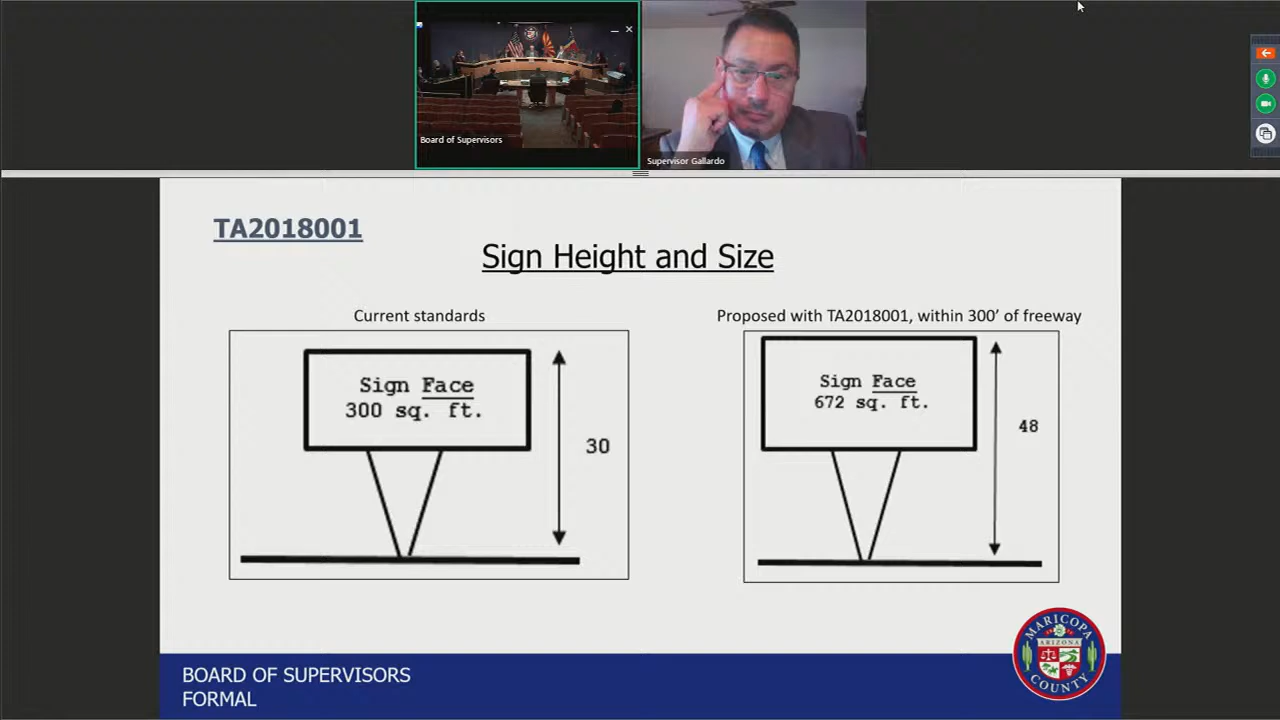 Board of Supervisors
Supervisor Gallardo
TA2018001
Sign Height and Size
Current standards
Proposed with TA2018001, within 300’ of freeway
Sign Face
300 sq. ft.
30
Sign Face
672 sq. ft.
48
BOARD OF SUPERVISORS
FORMAL
MARICOPA
ARIZONA
COUNTY